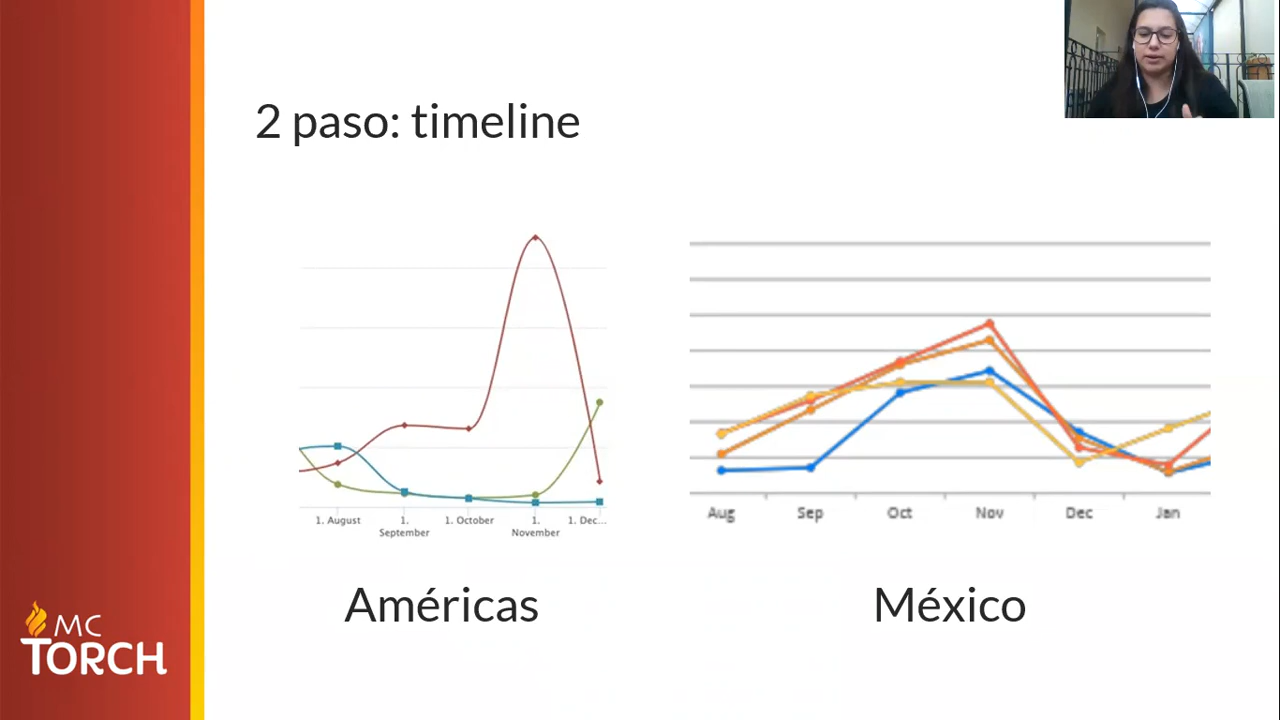 2 paso: timeline
1. August
1.
September
1. October
1.
November
1. Dec...
Aug Sep Oct Nov Dec Jan
Américas
México
MC
TORCH